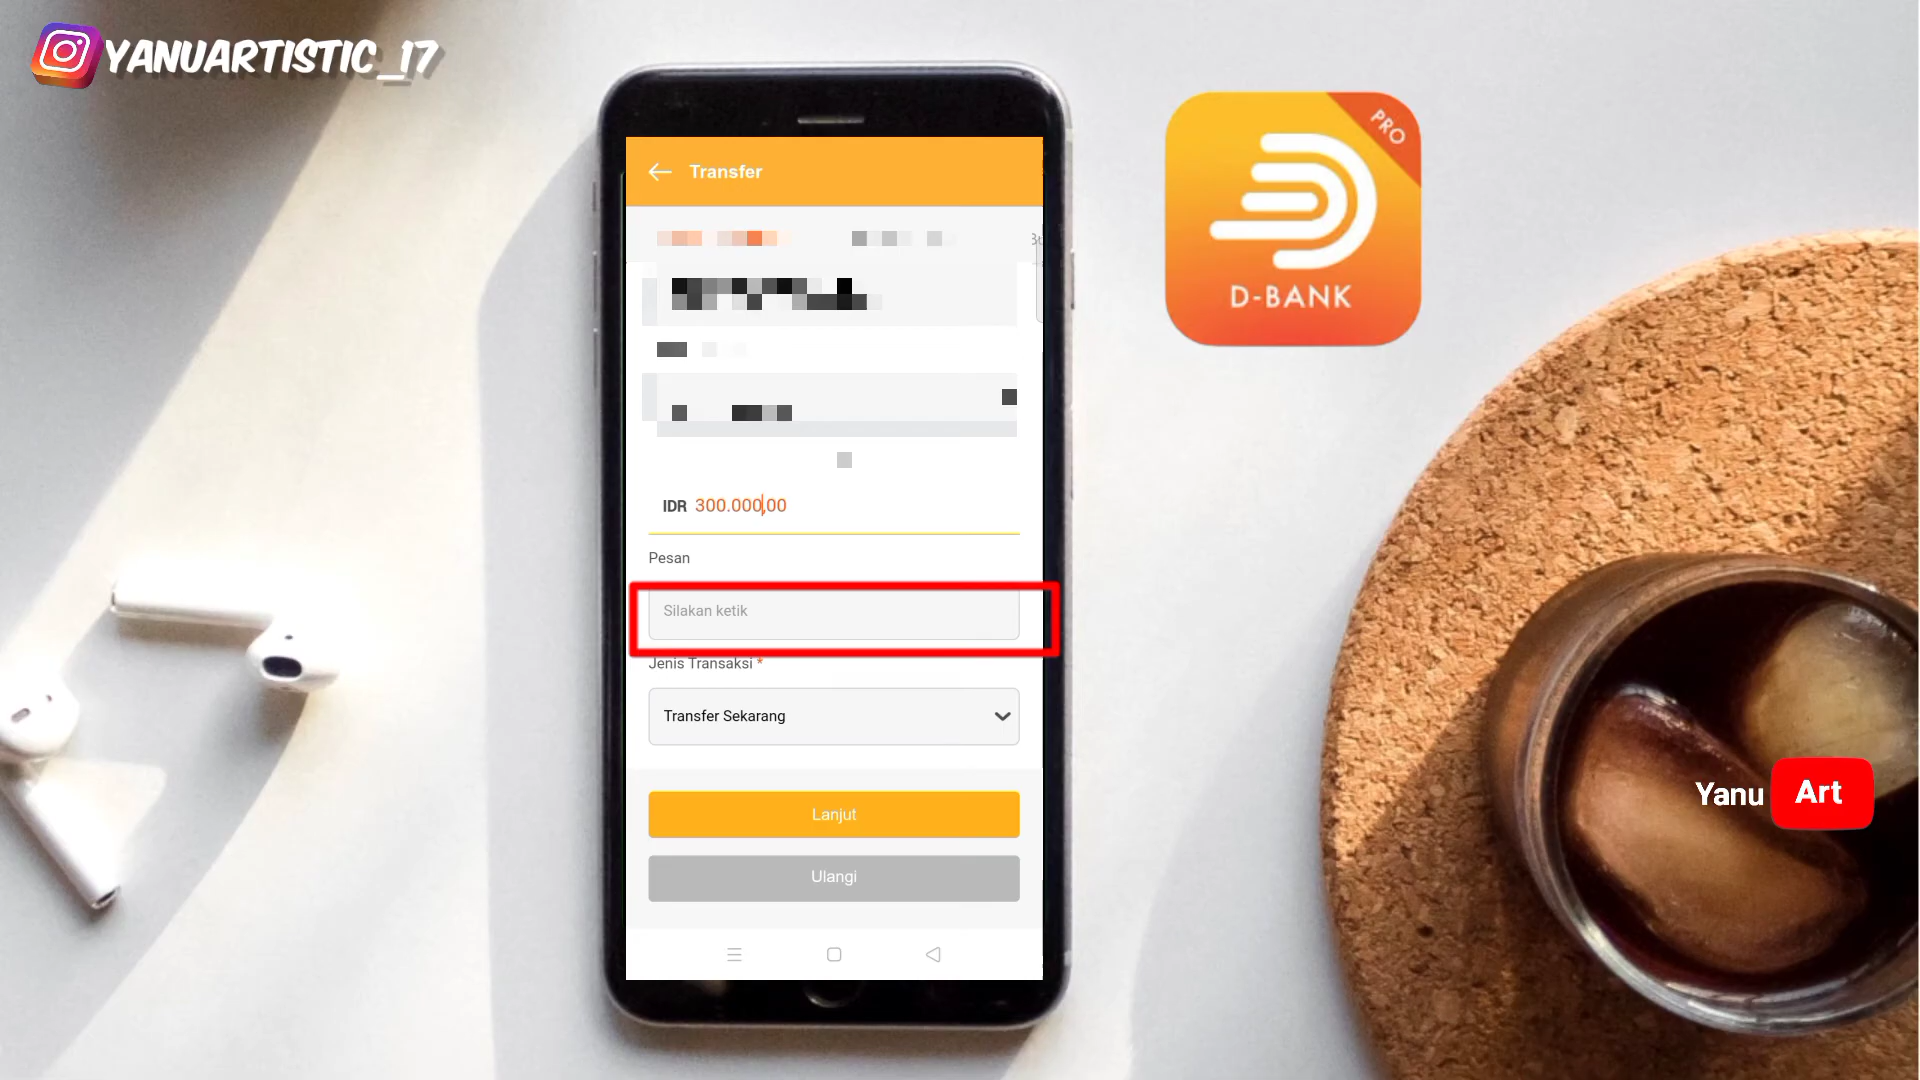 YANUARTISTIC_17
PRO
D-BANK
Transfer
IDR 300.000,00
Pesan
Silakan ketik
Jenis Transaksi *
Transfer Sekarang
Lanjut
Ulangi
Yanu Art